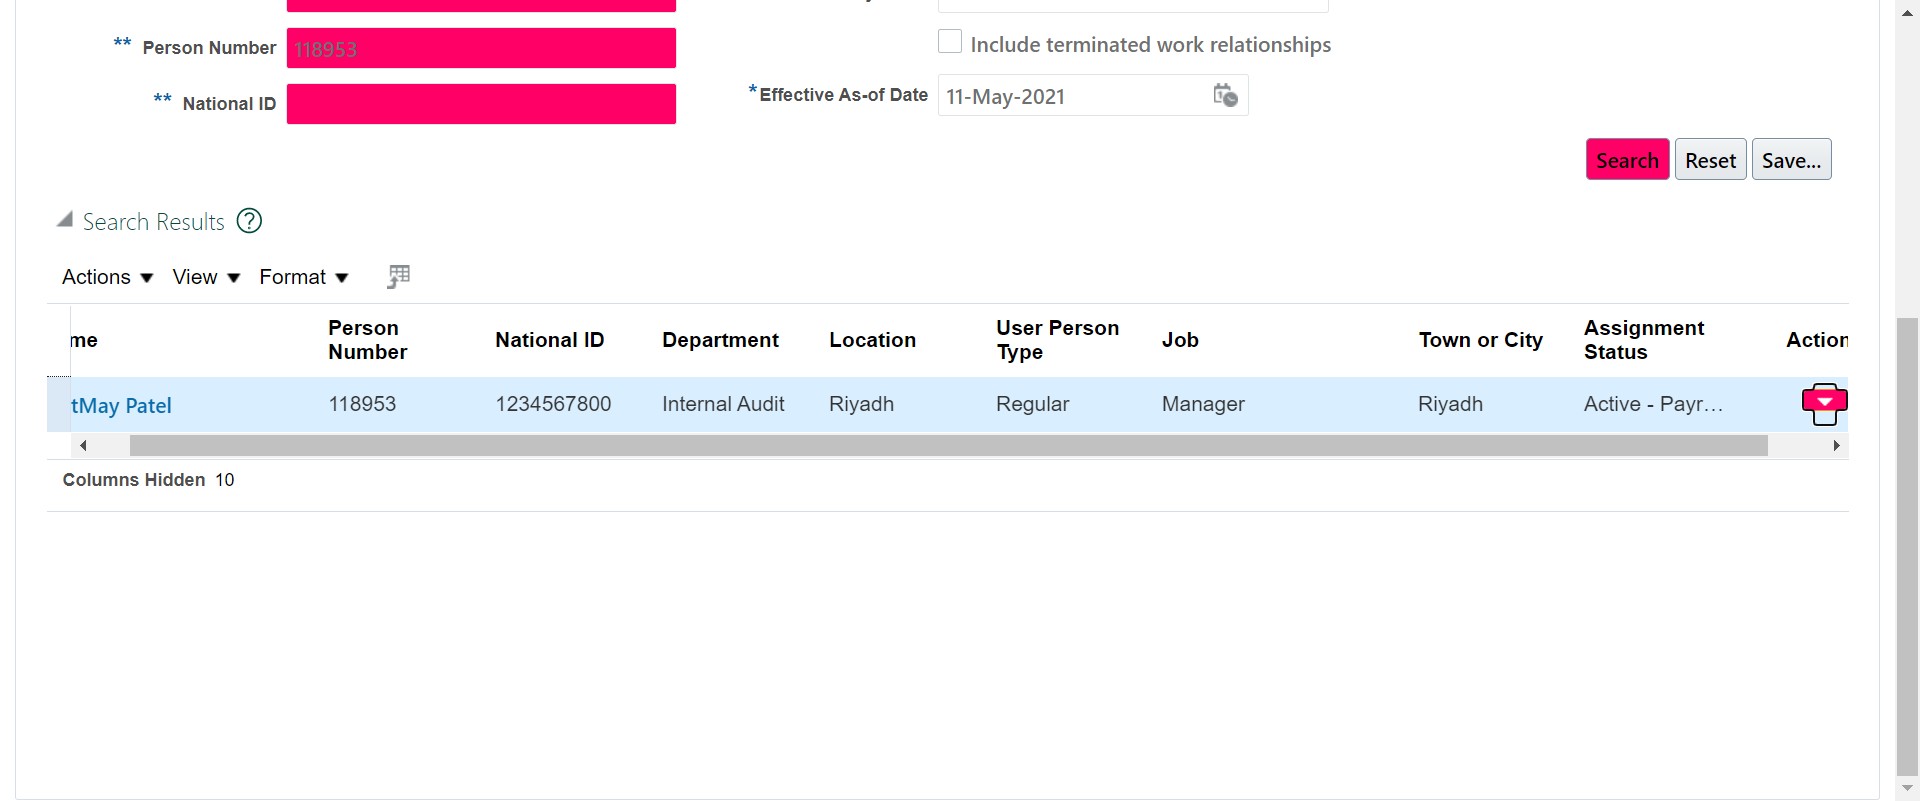 ** Person Number 118953
Include terminated work relationships
** National ID
*Effective As-of Date 11-May-2021
Search Reset Save...
Search Results ?
Actions View Format
me Person Number National ID Department Location User Person Type Job Town or City Assignment Status Action
tMay Patel 118953 1234567800 Internal Audit Riyadh Regular Manager Riyadh Active - Payr...
Columns Hidden 10